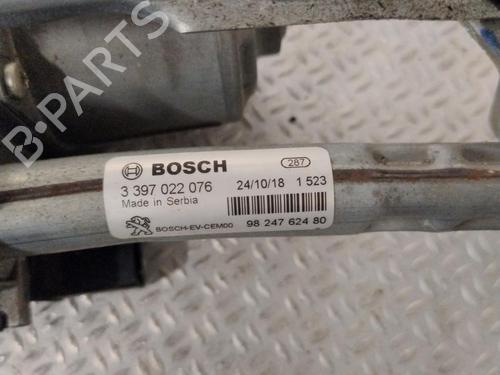 B-PARTS
BOSCH 287
3 397 022 076 24/10/18 1 523
Made in Serbia
BOSCH-EV-CEM00 98 247 624 80